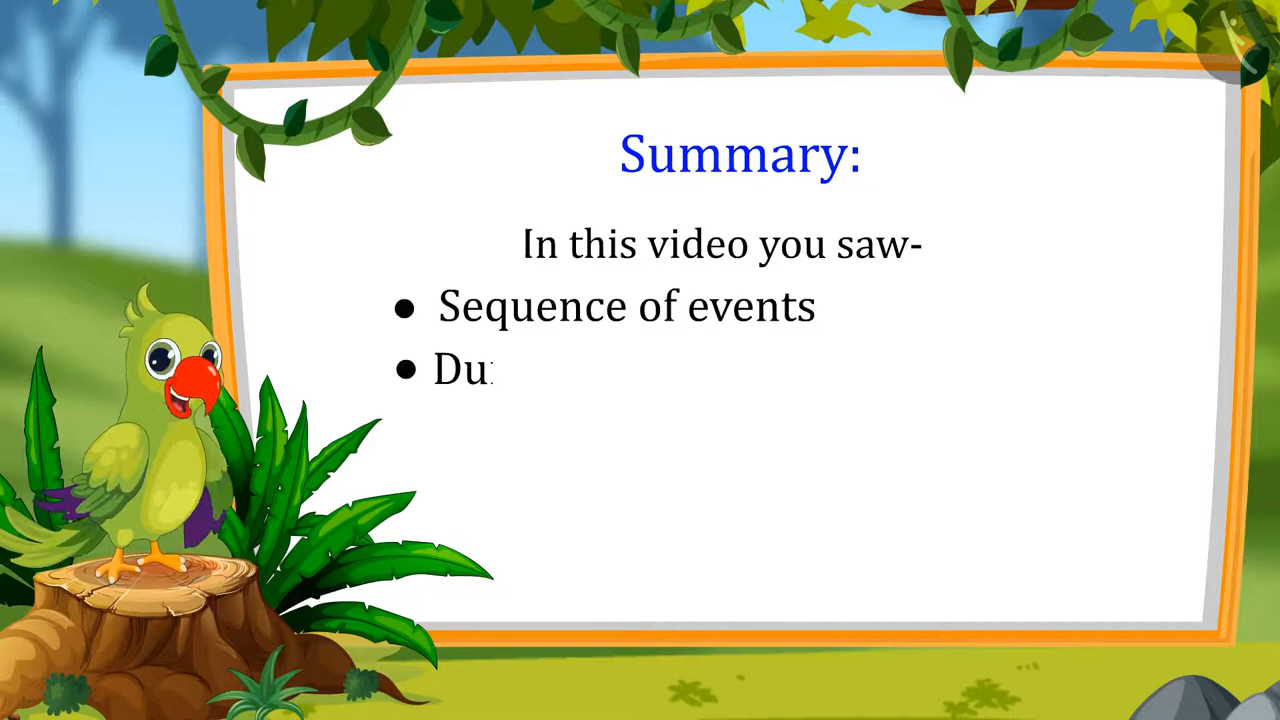 Summary:
In this video you saw-
● Sequence of events
● Du